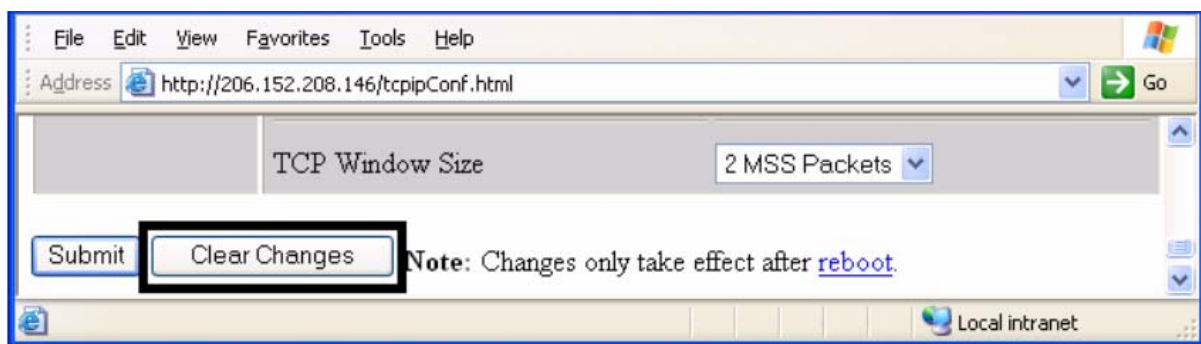 File Edit View Favorites Tools Help
Address http://206.152.208.146/tcpipConf.html Go
TCP Window Size 2 MSS Packets
Submit Clear Changes Note: Changes only take effect after reboot.
Local intranet